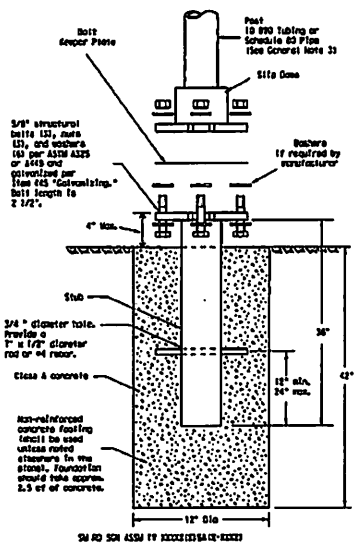 Bolt
Keeper Plate
Post
10 BWG Tubing or
Schedule 80 Pipe
(See General Note 3)
Slip Base
5/8" structural
bolts (3), nuts
(3), and washers
(6) per ASTM A325
or A449 and
galvanized per
Item 445 "Galvanizing."
Bolt length is
2 1/2".
Washers
if required by
manufacturer
4" Max.
Stub
36"
42"
3/4 " diameter hole.
Provide a
7" x 1/2" diameter
rod or #4 rebar.
12" min.
24" max.
Class A concrete
Non-reinforced
concrete footing
(shall be used
unless noted
elsewhere in the
plans). Foundation
should take approx.
2.5 cf of concrete.
12" Dia
SM RD SGN ASSM TY